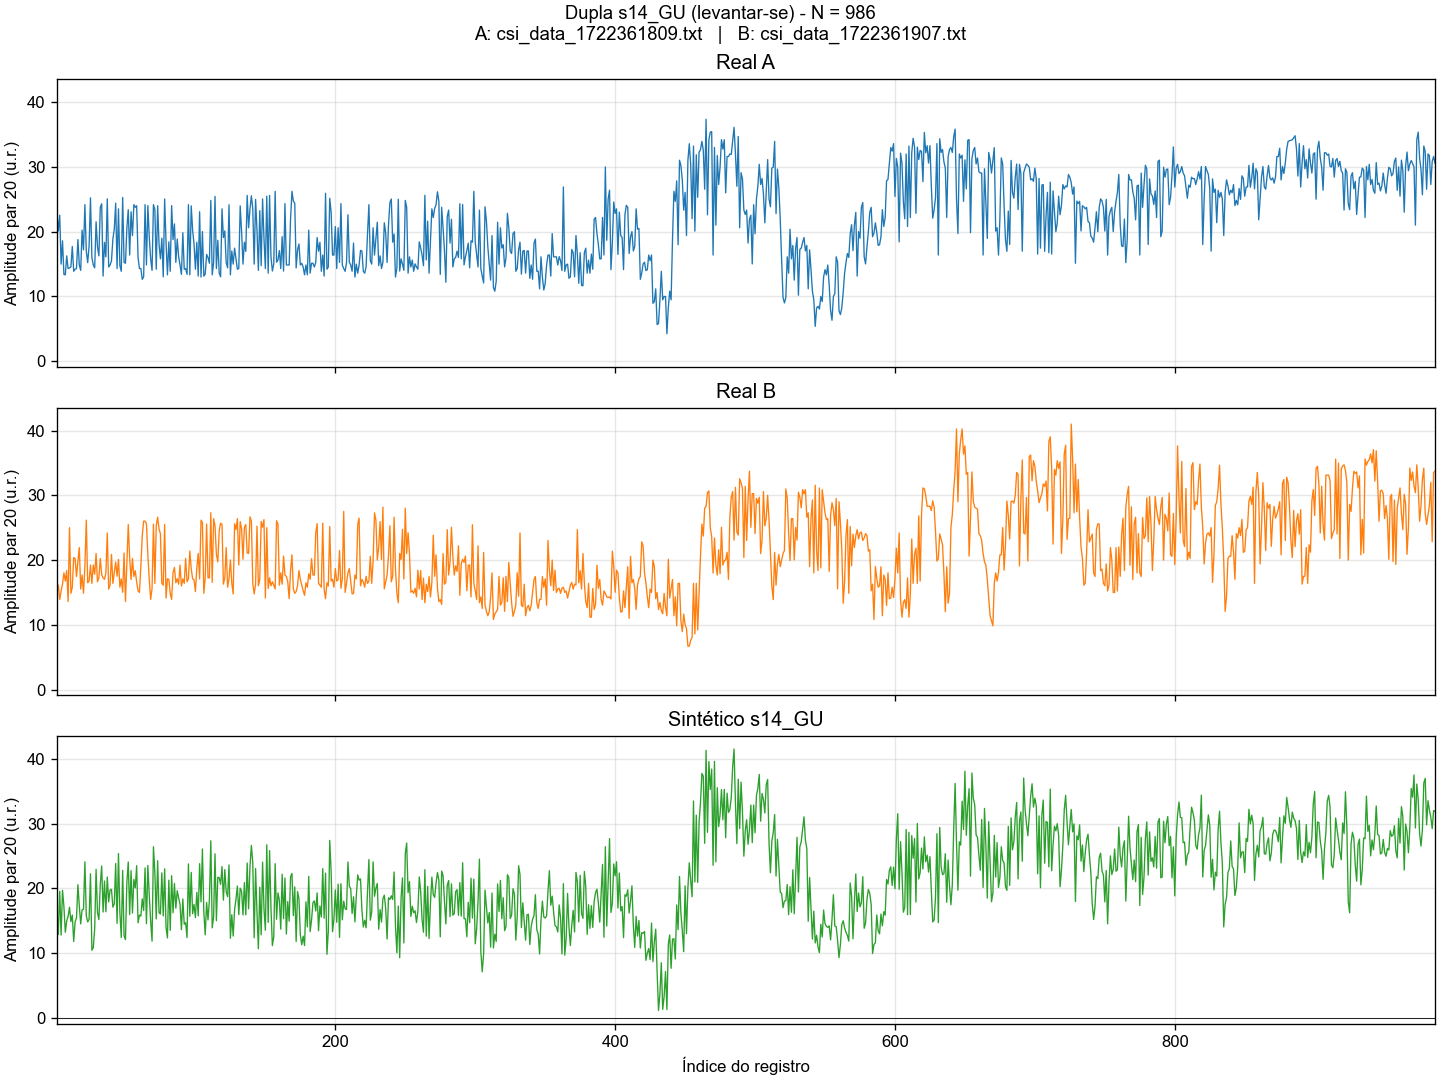 Dupla s14_GU (levantar-se) - N = 986
A: csi_data_1722361809.txt | B: csi_data_1722361907.txt
Real A
Amplitude par 20 (u.r.)
40
30
20
10
0
Real B
Amplitude par 20 (u.r.)
40
30
20
10
0
Sintético s14_GU
Amplitude par 20 (u.r.)
40
30
20
10
0
200
400
600
800
Índice do registro